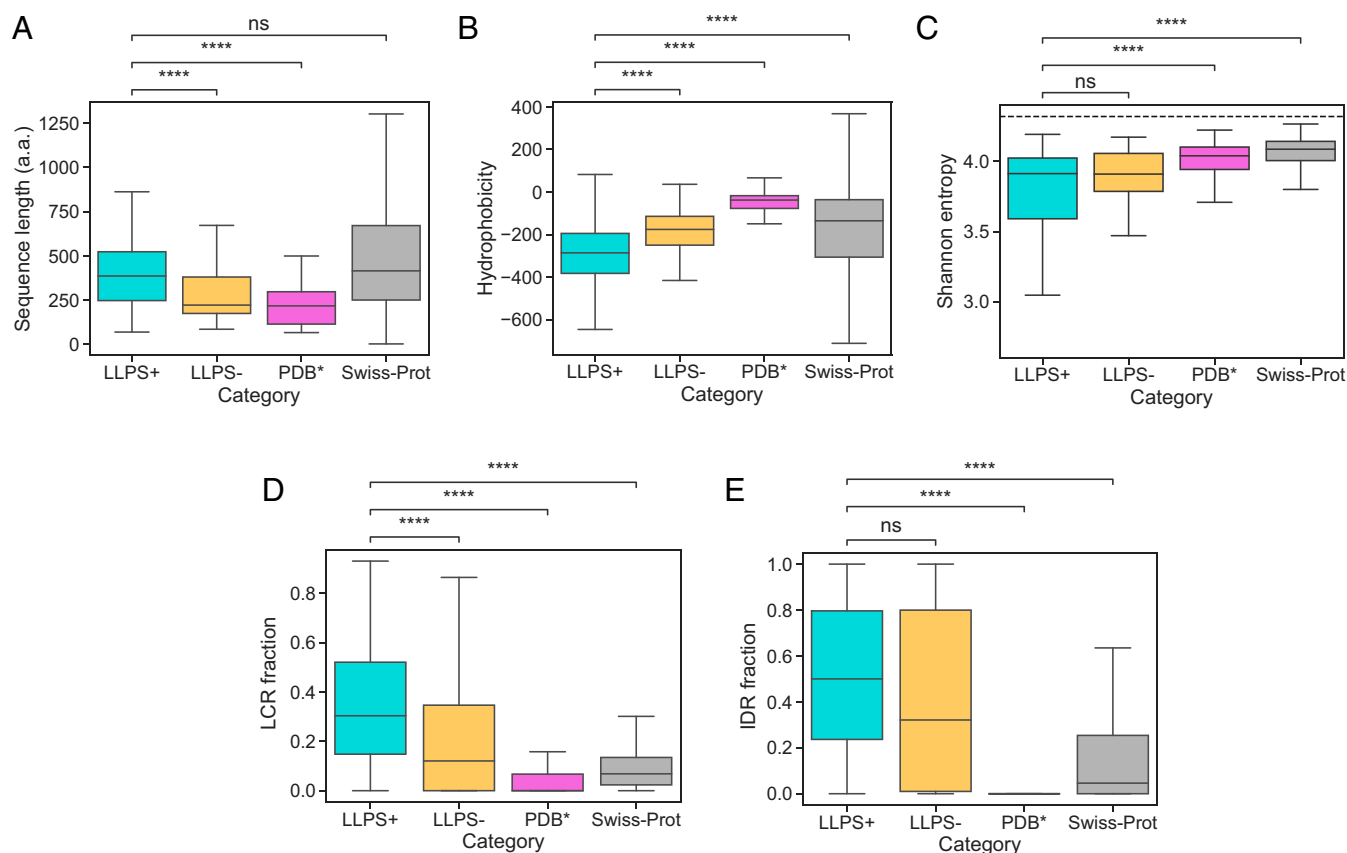 A
ns
****
****
Sequence length (a.a.)
1250
1000
750
500
250
0
LLPS+ LLPS- PDB* Swiss-Prot
Category
B
****
****
****
Hydrophobicity
400
200
0
−200
−400
−600
LLPS+ LLPS- PDB* Swiss-Prot
Category
C
****
****
ns
Shannon entropy
4.0
3.5
3.0
LLPS+ LLPS- PDB* Swiss-Prot
Category
D
****
****
****
LCR fraction
0.8
0.6
0.4
0.2
0.0
LLPS+ LLPS- PDB* Swiss-Prot
Category
E
****
****
ns
IDR fraction
1.0
0.8
0.6
0.4
0.2
0.0
LLPS+ LLPS- PDB* Swiss-Prot
Category